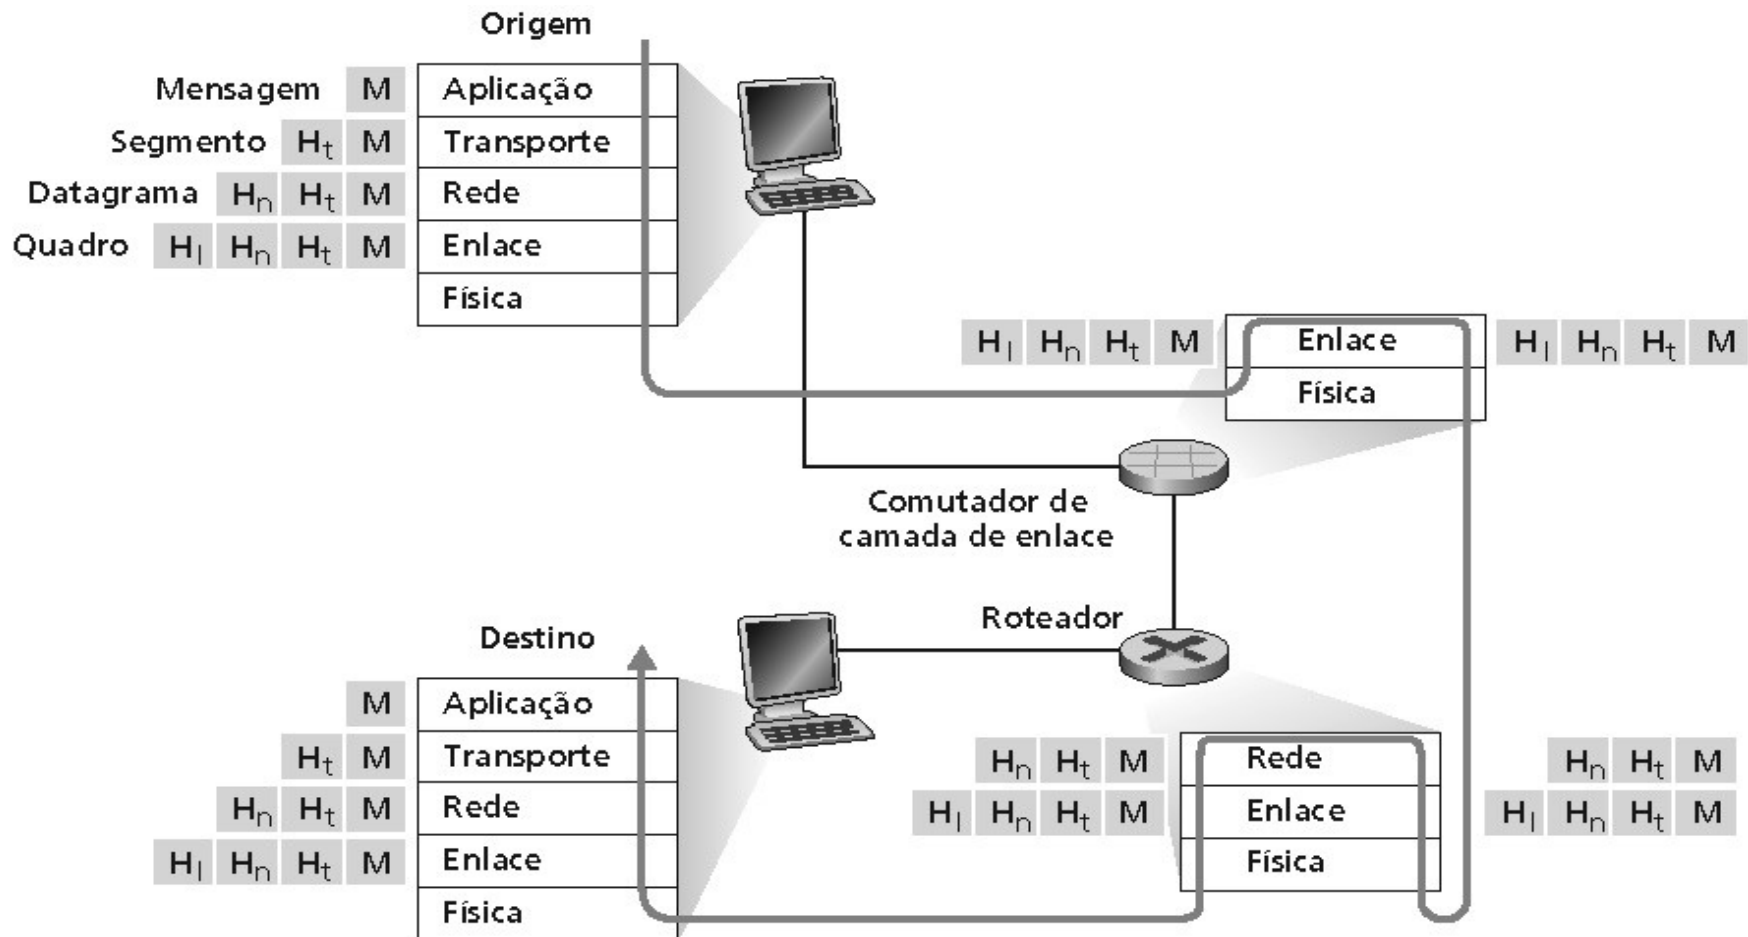 Origem
Mensagem M Aplicação
Segmento Ht M Transporte
Datagrama Hn Ht M Rede
Quadro Hl Hn Ht M Enlace
Física
Hl Hn Ht M Enlace Hl Hn Ht M
Física
Comutador de
camada de enlace
Roteador
Destino
M Aplicação
Ht M Transporte
Hn Ht M Rede
Hl Hn Ht M Enlace
Física
Hn Ht M Rede Hn Ht M
Hl Hn Ht M Enlace Hl Hn Ht M
Física